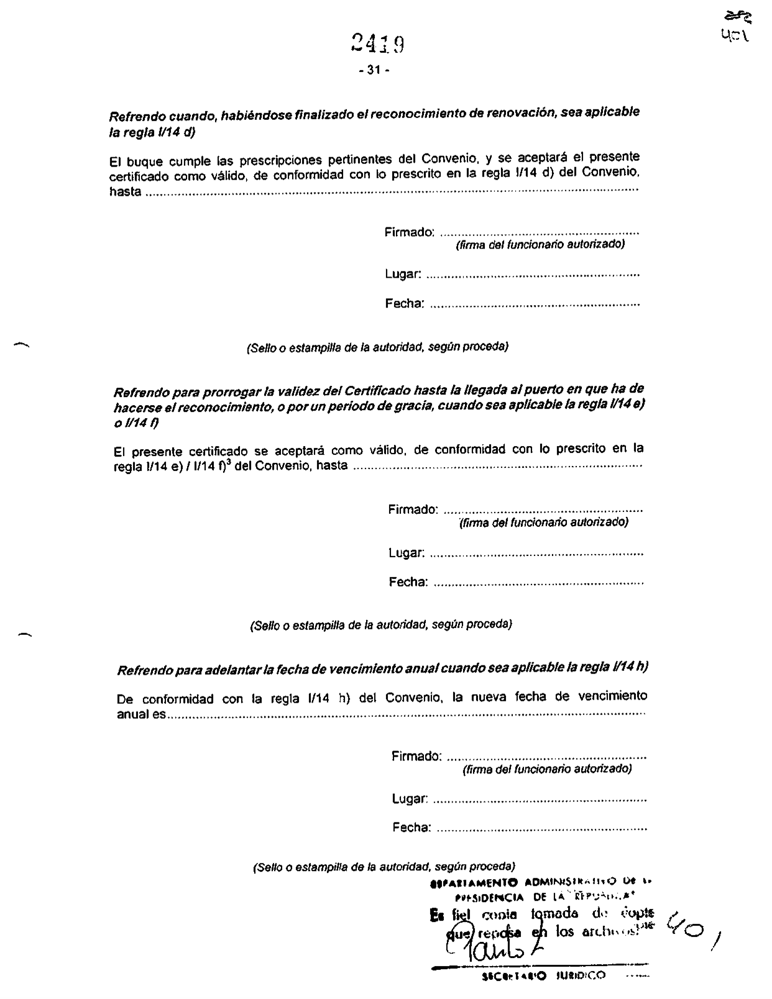 401
2419
- 31 -
Refrendo cuando, habiéndose finalizado el reconocimiento de renovación, sea aplicable
la regla I/14 d)
El buque cumple las prescripciones pertinentes del Convenio, y se aceptará el presente
certificado como válido, de conformidad con lo prescrito en la regla I/14 d) del Convenio,
hasta ....................
Firmado: ....................
(firma del funcionario autorizado)
Lugar: ....................
Fecha: ....................
(Sello o estampilla de la autoridad, según proceda)
Refrendo para prorrogar la validez del Certificado hasta la llegada al puerto en que ha de
hacerse el reconocimiento, o por un periodo de gracia, cuando sea aplicable la regla I/14 e)
o I/14 f)
El presente certificado se aceptará como válido, de conformidad con lo prescrito en la
regla I/14 e) / I/14 f)³ del Convenio, hasta ....................
Firmado: ....................
(firma del funcionario autorizado)
Lugar: ....................
Fecha: ....................
(Sello o estampilla de la autoridad, según proceda)
Refrendo para adelantar la fecha de vencimiento anual cuando sea aplicable la regla I/14 h)
De conformidad con la regla I/14 h) del Convenio, la nueva fecha de vencimiento
anual es....................
Firmado: ....................
(firma del funcionario autorizado)
Lugar: ....................
Fecha: ....................
(Sello o estampilla de la autoridad, según proceda)
DEPARTAMENTO ADMINISTRATIVO DE
PRESIDENCIA DE LA REPUBLICA
Es fiel copia tomada de copia
que reposa en los archivos
401
SECRETARIO JURIDICO